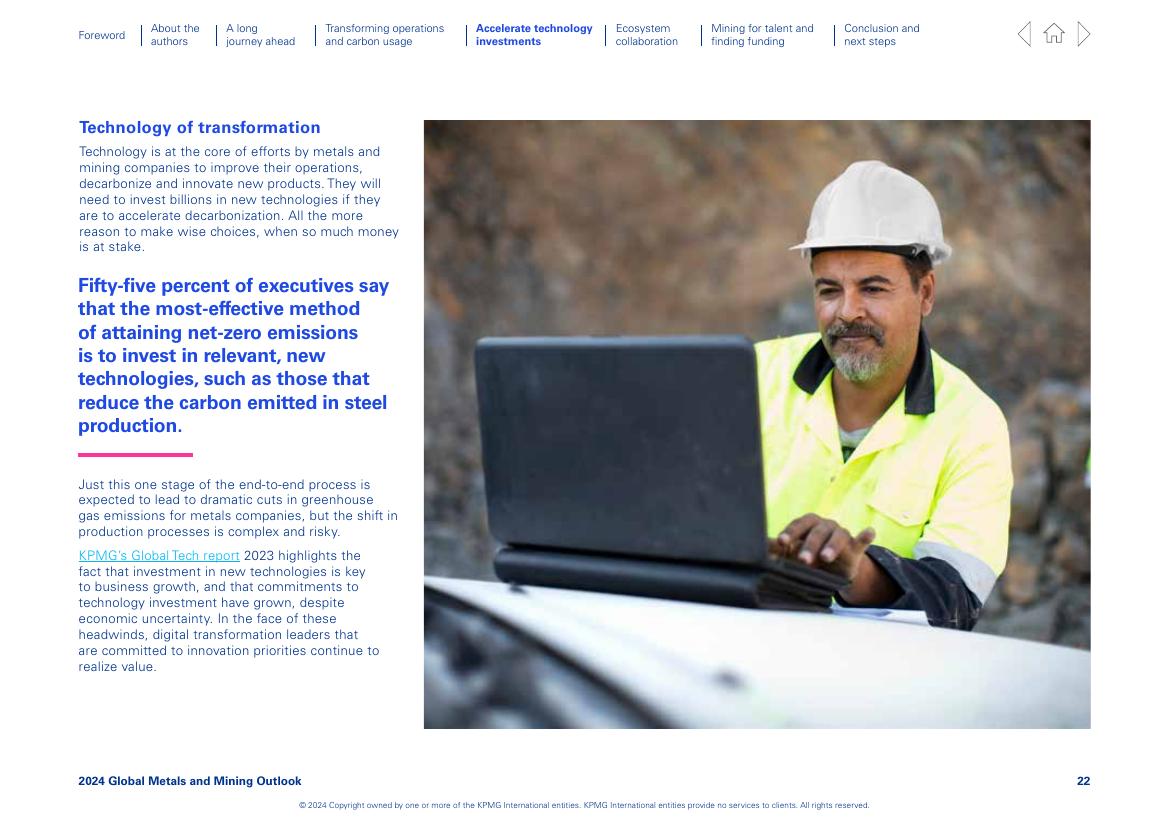 Foreword
About the
authors
A long
journey ahead
Transforming operations
and carbon usage
Accelerate technology
investments
Ecosystem
collaboration
Mining for talent and
finding funding
Conclusion and
next steps
Technology of transformation
Technology is at the core of efforts by metals and
mining companies to improve their operations,
decarbonize and innovate new products. They will
need to invest billions in new technologies if they
are to accelerate decarbonization. All the more
reason to make wise choices, when so much money
is at stake.
Fifty-five percent of executives say
that the most-effective method
of attaining net-zero emissions
is to invest in relevant, new
technologies, such as those that
reduce the carbon emitted in steel
production.
Just this one stage of the end-to-end process is
expected to lead to dramatic cuts in greenhouse
gas emissions for metals companies, but the shift in
production processes is complex and risky.
KPMG's Global Tech report 2023 highlights the
fact that investment in new technologies is key
to business growth, and that commitments to
technology investment have grown, despite
economic uncertainty. In the face of these
headwinds, digital transformation leaders that
are committed to innovation priorities continue to
realize value.
2024 Global Metals and Mining Outlook
22
© 2024 Copyright owned by one or more of the KPMG International entities. KPMG International entities provide no services to clients. All rights reserved.